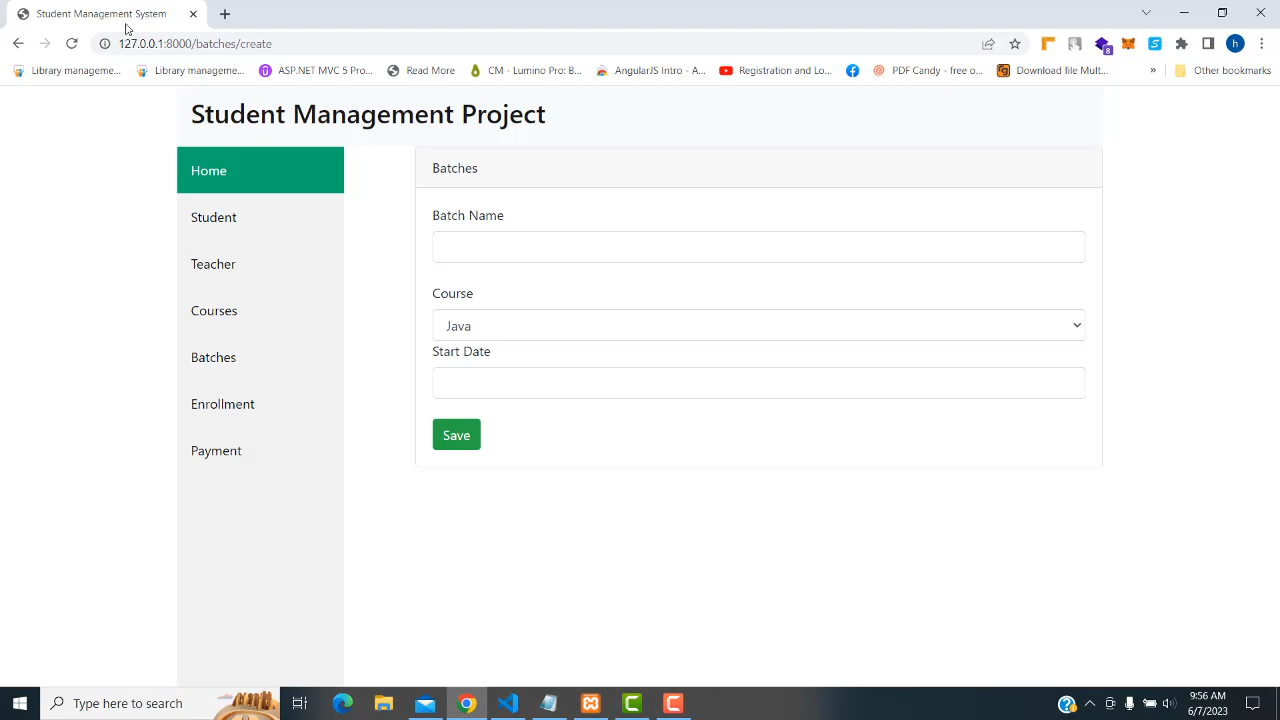 Student Management System
127.0.0.1:8000/batches/create
Library manageme...
Library manageme...
ASP.NET MVC 5 Pro...
Read More
CM - Lumino Pro: B...
AngularJS Intro - A...
Registration and Lo...
PDF Candy - free o...
Download file Mult...
»
Other bookmarks
8
h
Student Management Project
Home
Student
Teacher
Courses
Batches
Enrollment
Payment
Batches
Batch Name
Course
Java
Start Date
Save
Type here to search
9:56 AM
6/7/2023